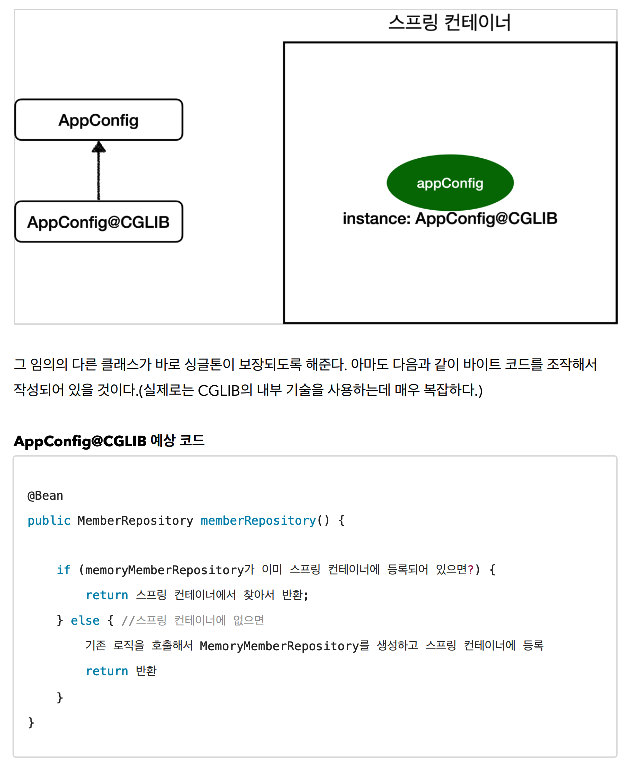 스프링 컨테이너
AppConfig
AppConfig@CGLIB
appConfig
instance: AppConfig@CGLIB
그 임의의 다른 클래스가 바로 싱글톤이 보장되도록 해준다. 아마도 다음과 같이 바이트 코드를 조작해서
작성되어 있을 것이다.(실제로는 CGLIB의 내부 기술을 사용하는데 매우 복잡하다.)
AppConfig@CGLIB 예상 코드
@Bean
public MemberRepository memberRepository() {
if (memoryMemberRepository가 이미 스프링 컨테이너에 등록되어 있으면?) {
return 스프링 컨테이너에서 찾아서 반환;
} else { //스프링 컨테이너에 없으면
기존 로직을 호출해서 MemoryMemberRepository를 생성하고 스프링 컨테이너에 등록
return 반환
}
}